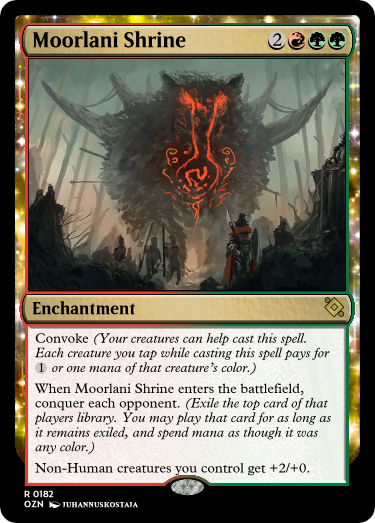 Moorlani Shrine 2
Enchantment
Convoke (Your creatures can help cast this spell.
Each creature you tap while casting this spell pays for
1 or one mana of that creature's color.)
When Moorlani Shrine enters the battlefield,
conquer each opponent. (Exile the top card of that
players library. You may play that card for as long as
it remains exiled, and spend mana as though it was
any color.)
Non-Human creatures you control get +2/+0.
R 0182
OZN JUHANNUSKOSTAJA